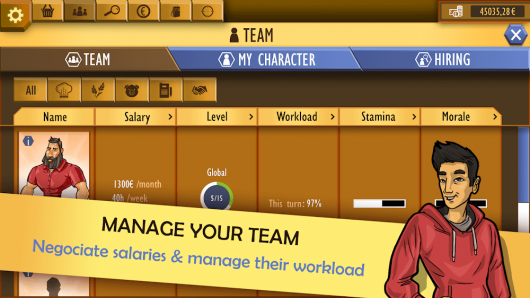 45035,28 €
TEAM
TEAM MY CHARACTER HIRING
All
Name Salary Level Workload Stamina Morale
Global
1300€ /month
40h /week
5/15
This turn: 97%
MANAGE YOUR TEAM
Negociate salaries & manage their workload